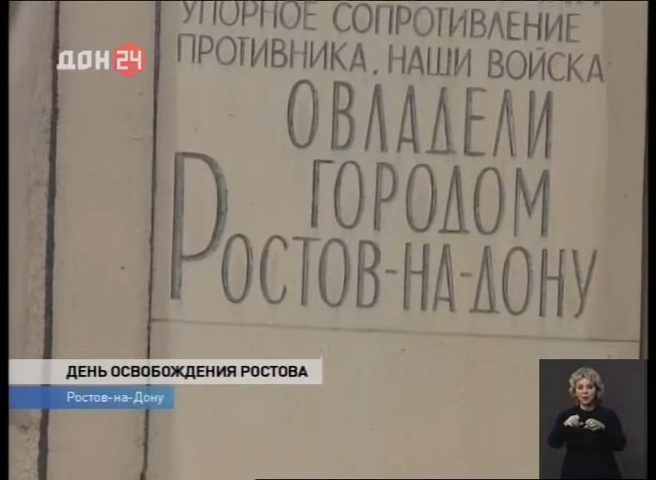 УПОРНОЕ СОПРОТИВЛЕНИЕ
ПРОТИВНИКА, НАШИ ВОЙСКА
ОВЛАДЕЛИ
ГОРОДОМ
РОСТОВ-НА-ДОНУ
ДОН 24
ДЕНЬ ОСВОБОЖДЕНИЯ РОСТОВА
Ростов-на-Дону